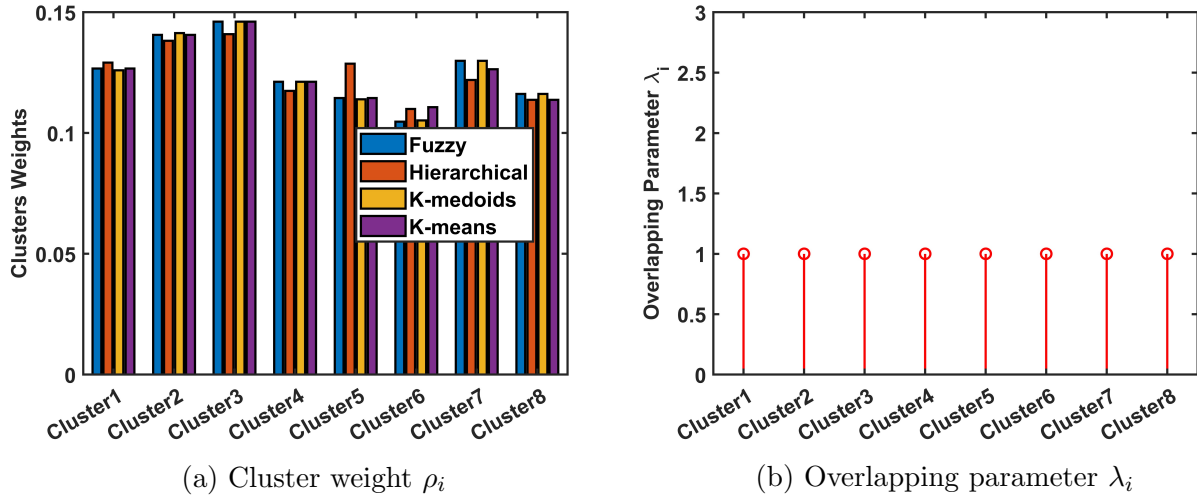 0.15
0.1
0.05
0
Clusters Weights
Fuzzy
Hierarchical
K-medoids
K-means
Cluster1
Cluster2
Cluster3
Cluster4
Cluster5
Cluster6
Cluster7
Cluster8
(a) Cluster weight ρi
3
2.5
2
1.5
1
0.5
0
Overlapping Parameter λi
Cluster1
Cluster2
Cluster3
Cluster4
Cluster5
Cluster6
Cluster7
Cluster8
(b) Overlapping parameter λi